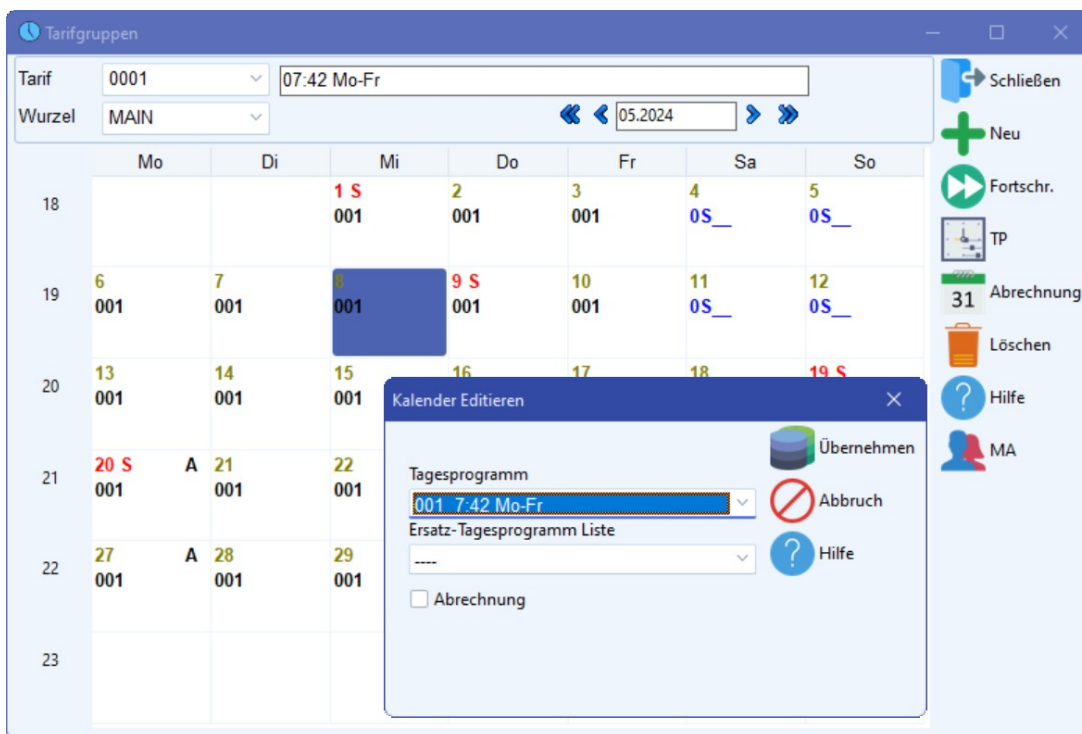 Tarifgruppen
Tarif 0001 07:42 Mo-Fr
Wurzel MAIN 05.2024
Mo Di Mi Do Fr Sa So
18 1 S 2 3 4 5
001 001 001 0S__ 0S__
19 6 7 8 9 S 10 11 12
001 001 001 001 001 0S__ 0S__
20 13 14 15 16 17 18 19 S
001 001 001
21 20 S A 21 22
001 001 001
22 27 A 28 29
001 001 001
23
Kalender Editieren
Tagesprogramm
001 7:42 Mo-Fr
Ersatz-Tagesprogramm Liste
----
Abrechnung
Übernehmen
Abbruch
Hilfe
Schließen
Neu
Fortschr.
TP
31 Abrechnung
Löschen
Hilfe
MA